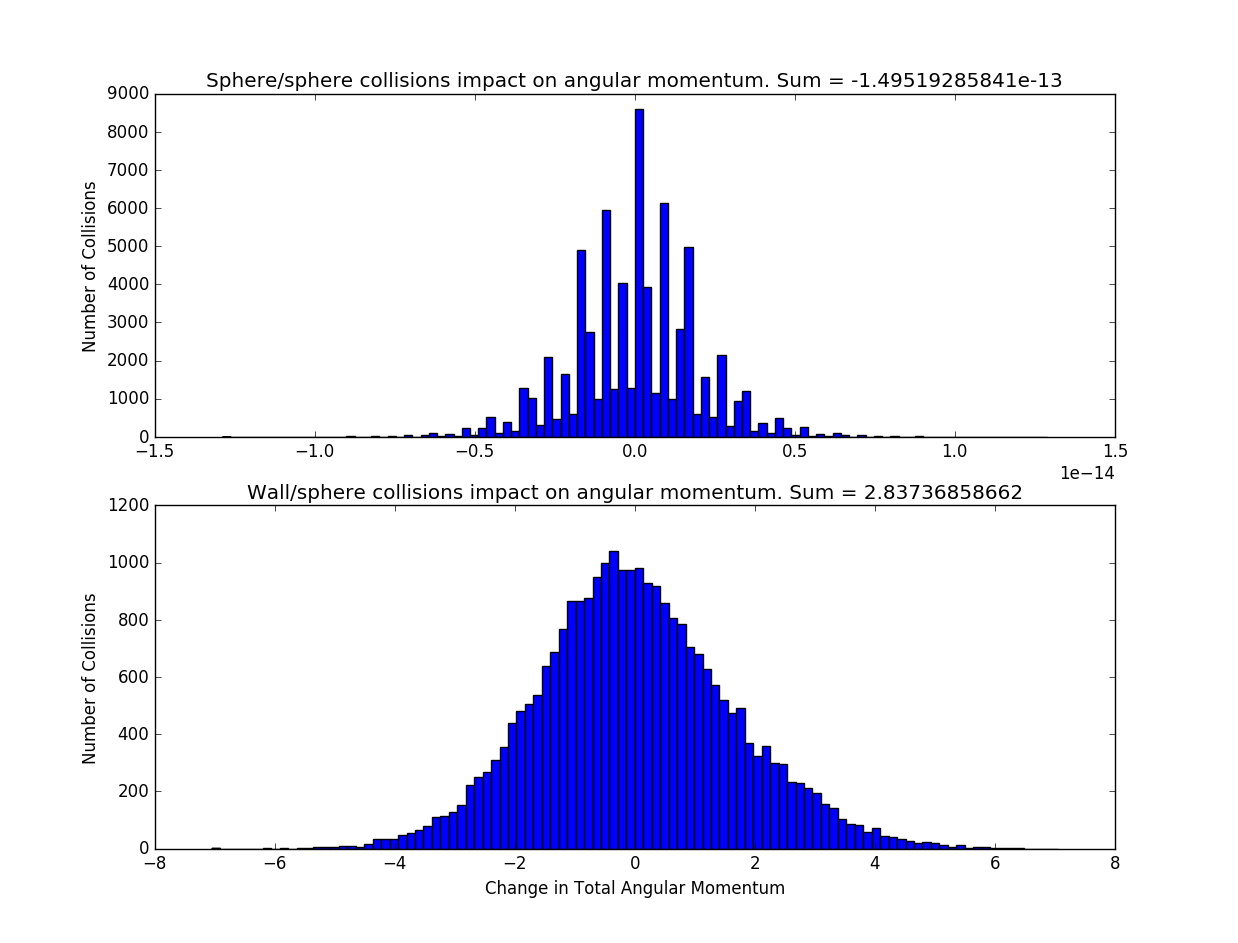 Sphere/sphere collisions impact on angular momentum. Sum = -1.49519285841e-13
9000
8000
7000
6000
5000
4000
3000
2000
1000
0
Number of Collisions
−1.5 −1.0 −0.5 0.0 0.5 1.0 1.5
1e−14
Wall/sphere collisions impact on angular momentum. Sum = 2.83736858662
1200
1000
800
600
400
200
0
Number of Collisions
−8 −6 −4 −2 0 2 4 6 8
Change in Total Angular Momentum